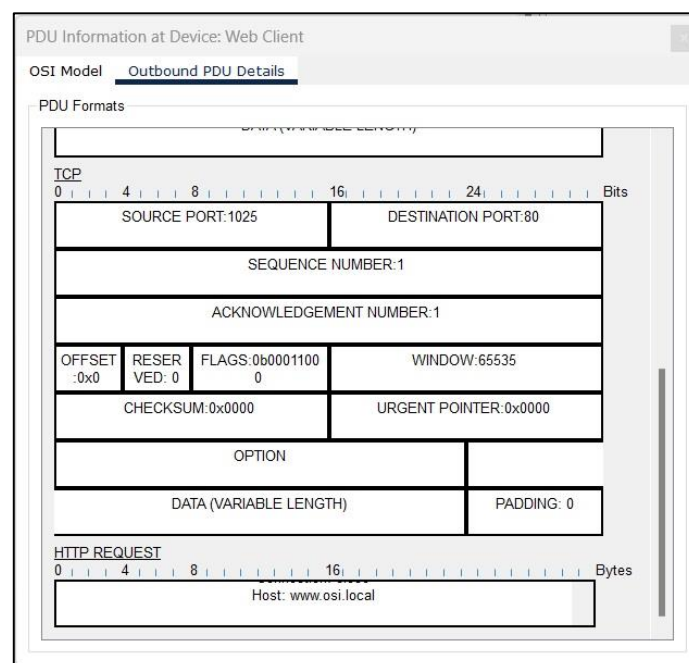 PDU Information at Device: Web Client
x
OSI Model Outbound PDU Details
PDU Formats
DATA (VARIABLE LENGTH)
TCP
0 4 8 16 24 Bits
SOURCE PORT:1025 DESTINATION PORT:80
SEQUENCE NUMBER:1
ACKNOWLEDGEMENT NUMBER:1
OFFSET RESER FLAGS:0b0001100 WINDOW:65535
:0x0 VED: 0 0
CHECKSUM:0x0000 URGENT POINTER:0x0000
OPTION
DATA (VARIABLE LENGTH) PADDING: 0
HTTP REQUEST
0 4 8 16 Bytes
Host: www.osi.local